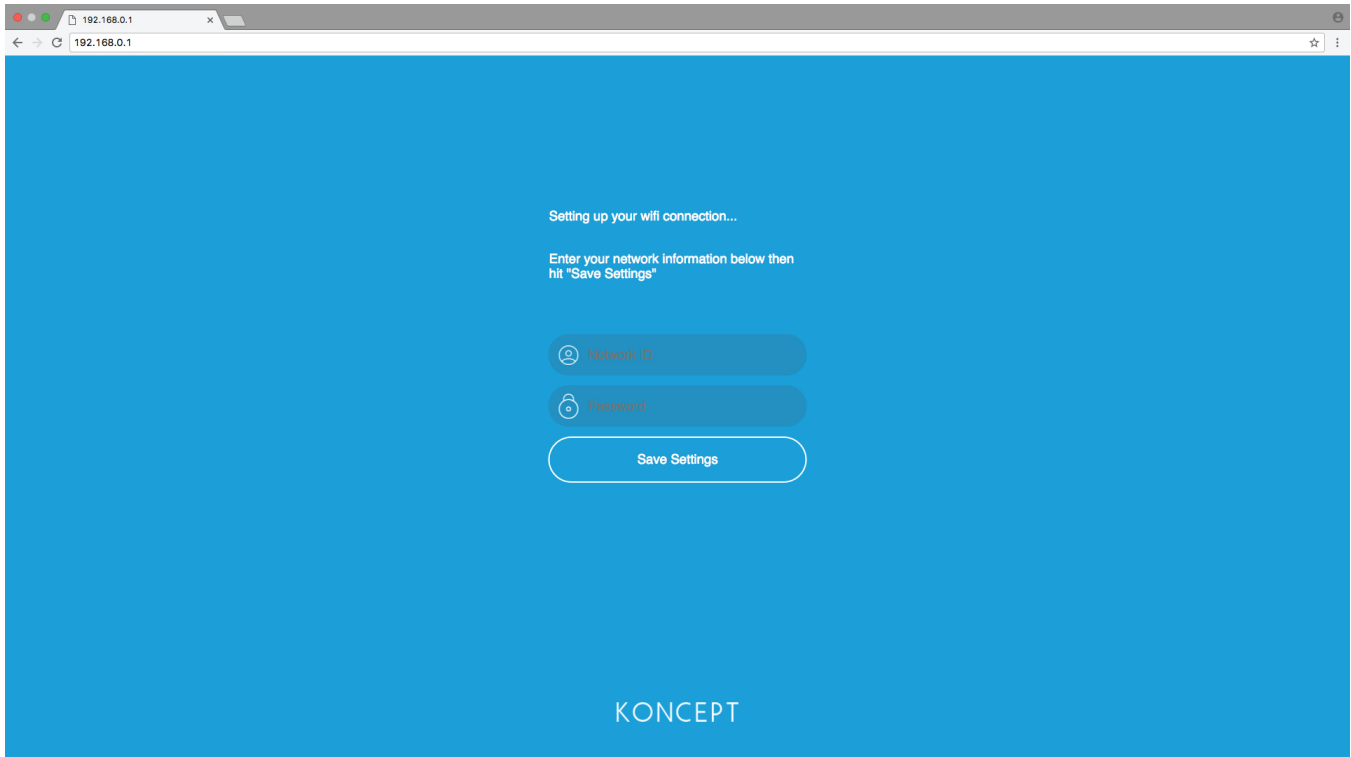 192.168.0.1
192.168.0.1
Setting up your wifi connection...
Enter your network information below then
hit "Save Settings"
Network ID
Password
Save Settings
KONCEPT